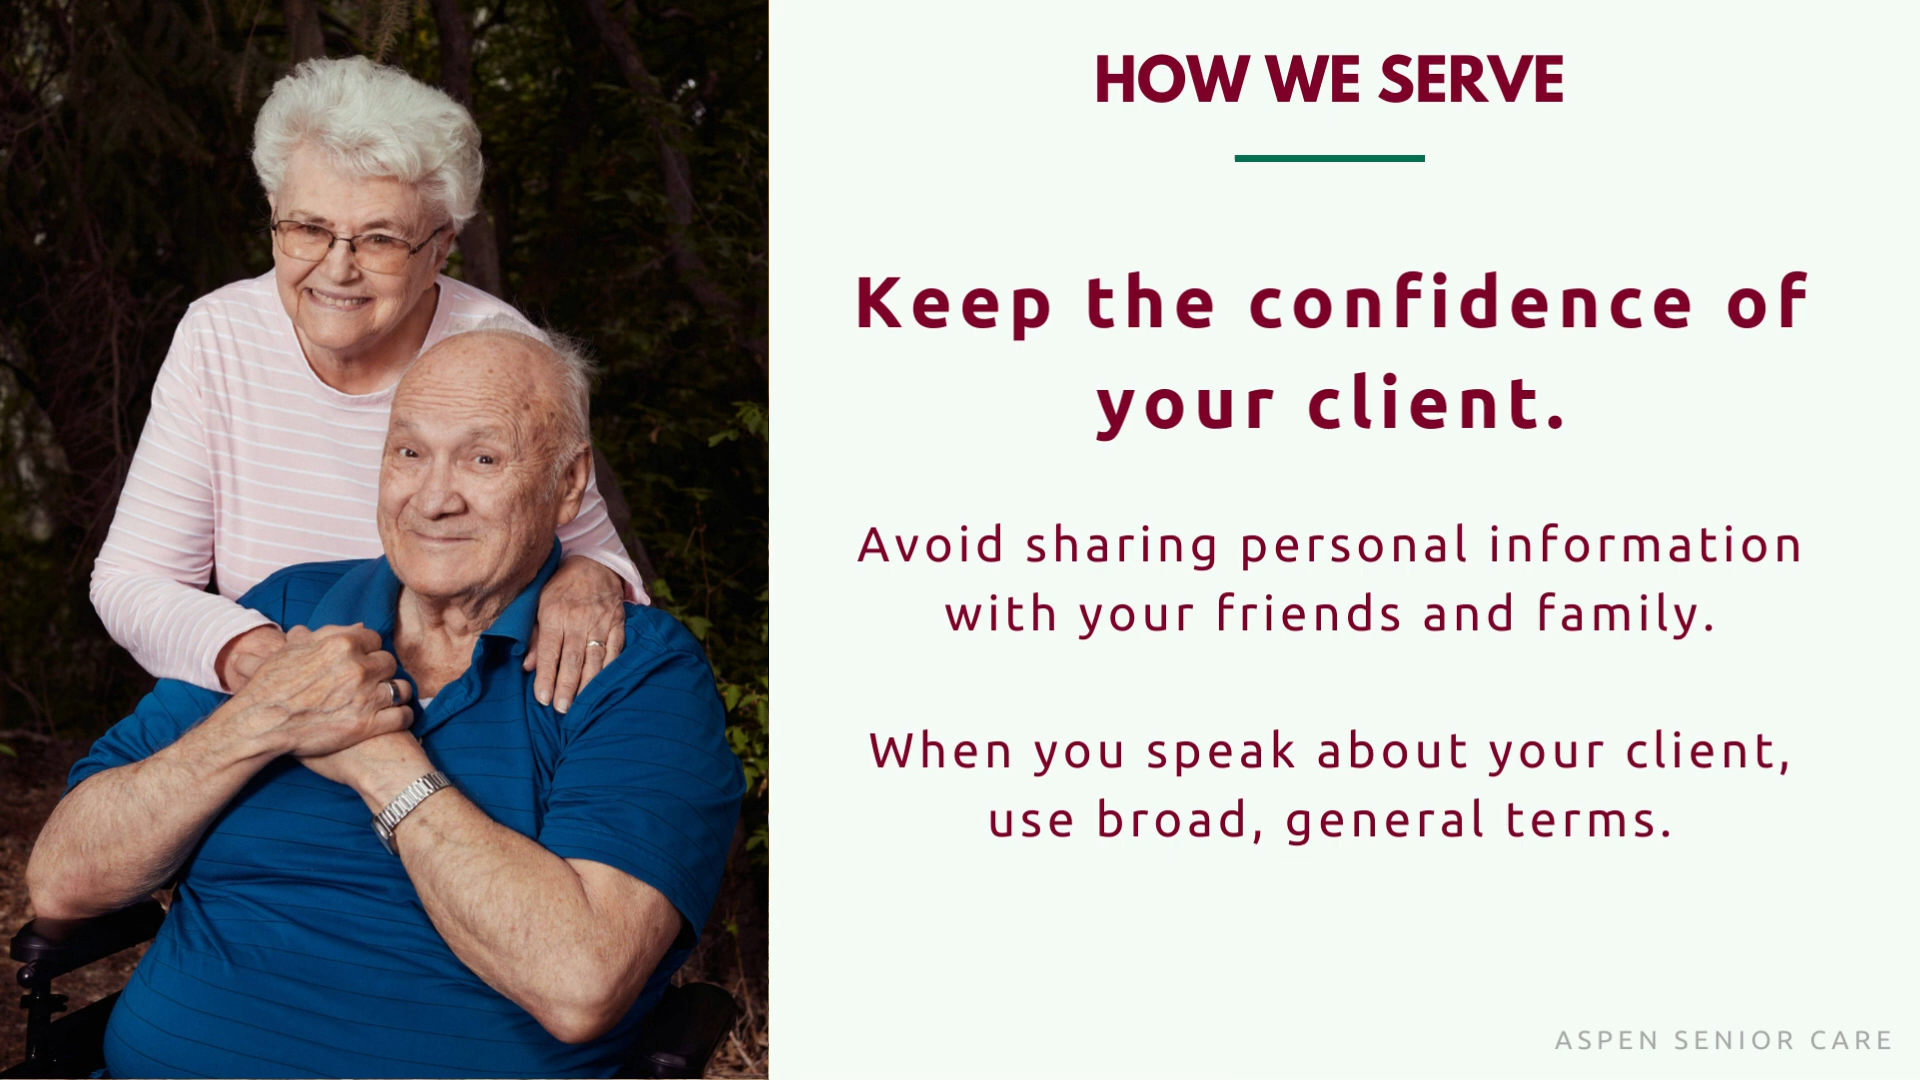 HOW WE SERVE
Keep the confidence of
your client.
Avoid sharing personal information
with your friends and family.
When you speak about your client,
use broad, general terms.
ASPEN SENIOR CARE